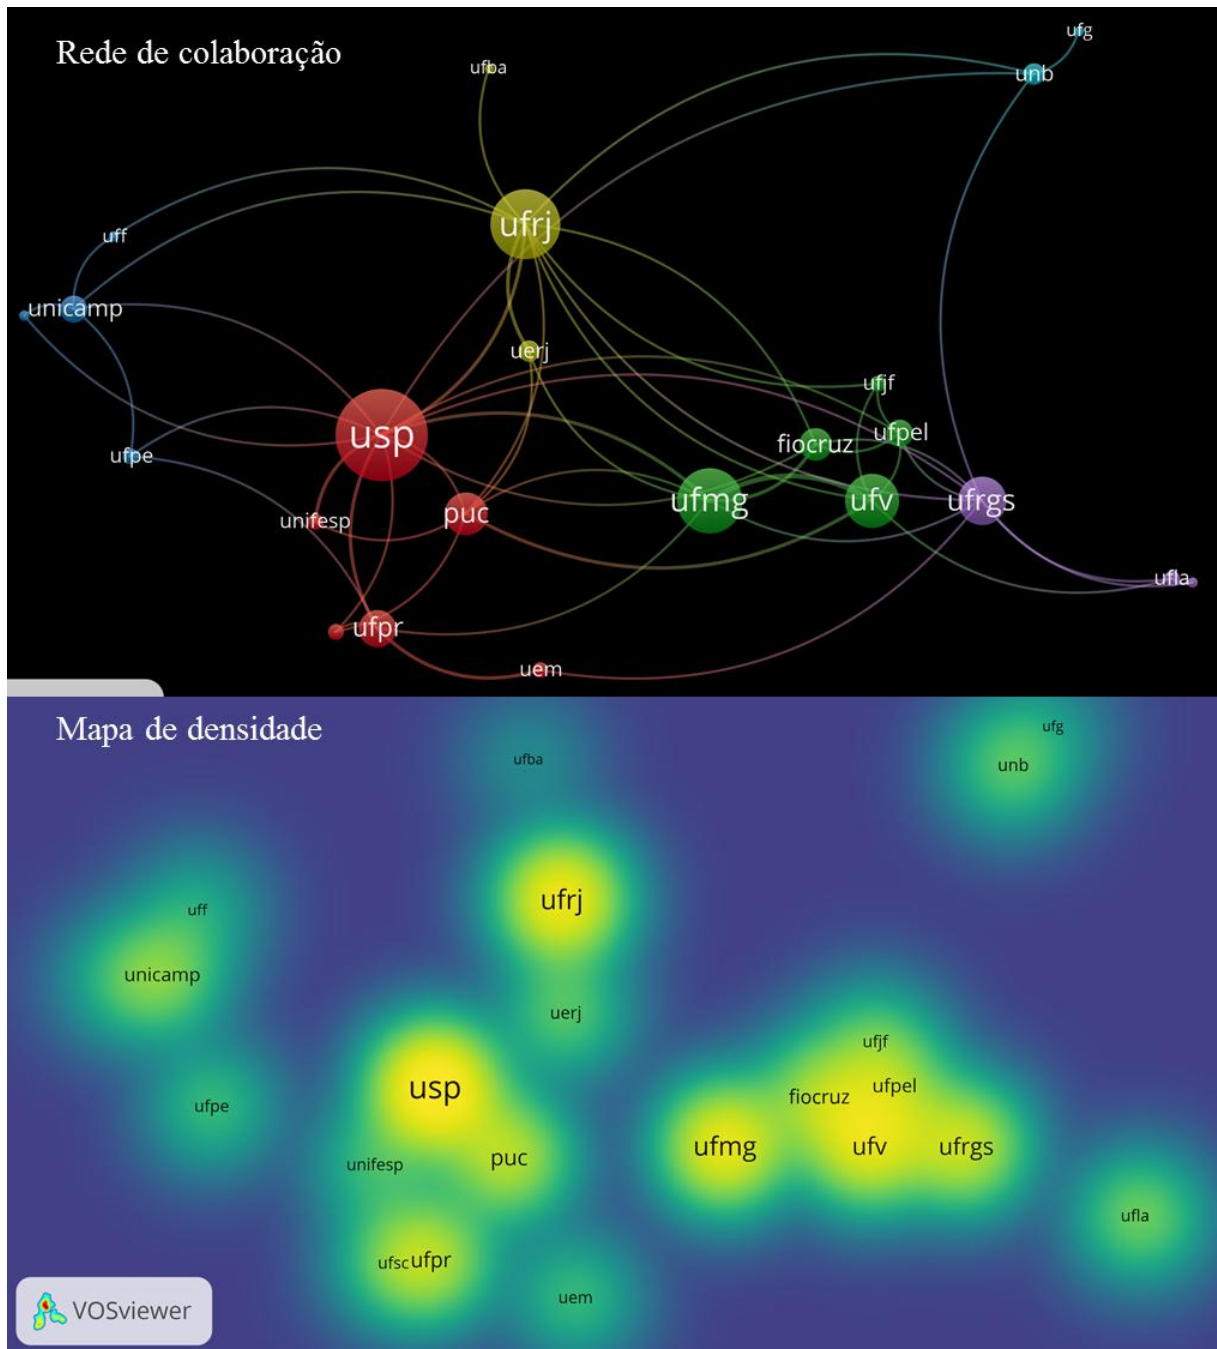 Rede de colaboração
ufg
ufba
unb
ufrj
uff
unicamp
uerj
ufjf
usp
fiocruz
ufpel
ufpe
ufmg
ufv
ufrgs
unifesp
puc
ufla
ufpr
uem
Mapa de densidade
ufg
ufba
unb
ufrj
uff
unicamp
uerj
ufjf
usp
fiocruz
ufpel
ufpe
ufmg
ufv
ufrgs
unifesp
puc
ufla
ufsc
ufpr
uem
VOSviewer